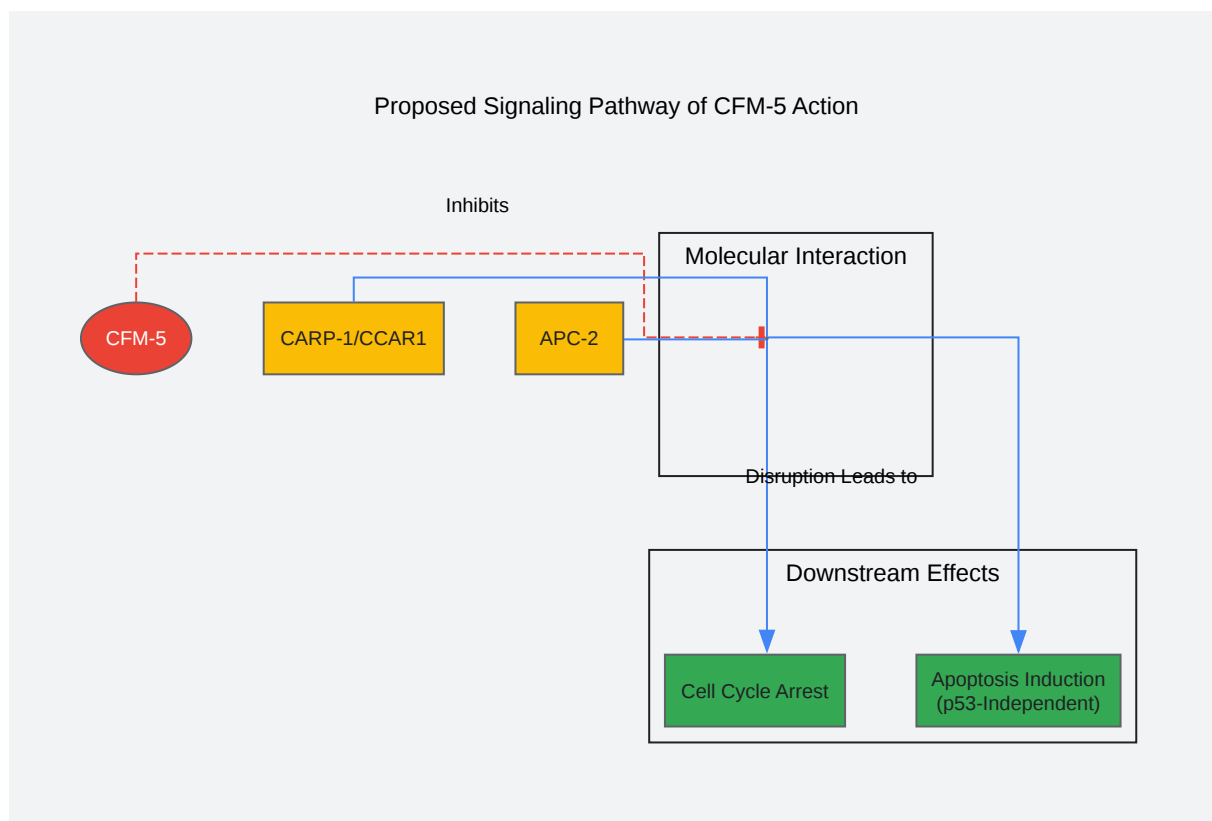 Proposed Signaling Pathway of CFM-5 Action
Inhibits
Molecular Interaction
CFM-5
CARP-1/CCAR1
APC-2
Disruption Leads to
Downstream Effects
Cell Cycle Arrest
Apoptosis Induction
(p53-Independent)